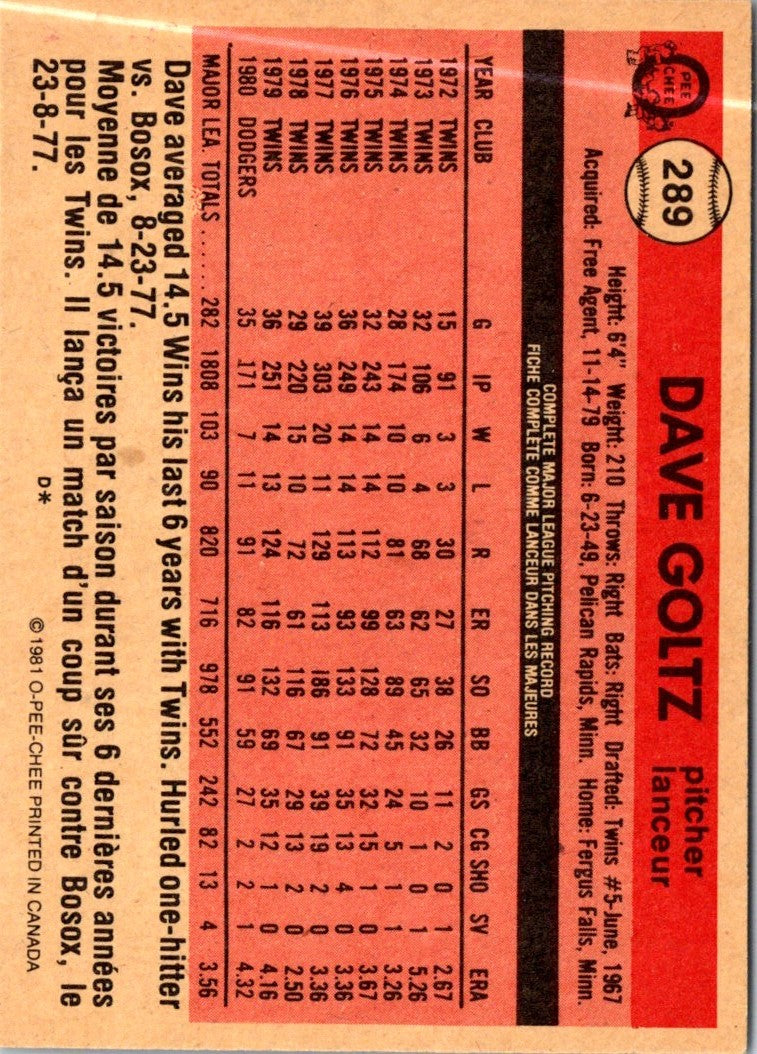 O PEE CHEE
289
DAVE GOLTZ
pitcher
lanceur
Height: 6'4" Weight: 210 Throws: Right Bats: Right Drafted: Twins #5-June, 1967
Acquired: Free Agent, 11-14-79 Born: 6-23-49, Pelican Rapids, Minn. Home: Fergus Falls, Minn.
COMPLETE MAJOR LEAGUE PITCHING RECORD
FICHE COMPLÈTE COMME LANCEUR DANS LES MAJEURES
YEAR CLUB G IP W L R ER SO BB GS CG SHO SV ERA
1972 TWINS 15 91 3 3 30 27 38 26 11 2 0 1 2.67
1973 TWINS 32 106 6 4 68 62 65 32 10 1 0 1 5.26
1974 TWINS 28 174 10 10 81 63 89 45 24 5 1 1 3.26
1975 TWINS 32 243 14 14 112 99 128 72 32 15 1 0 3.67
1976 TWINS 36 249 14 14 113 93 133 91 35 13 4 0 3.36
1977 TWINS 39 303 20 11 129 113 186 91 39 19 2 0 3.36
1978 TWINS 29 220 15 10 72 61 116 67 29 13 2 0 2.50
1979 TWINS 36 251 14 13 124 116 132 69 35 12 1 0 4.16
1980 DODGERS 35 171 7 11 91 82 91 59 27 2 2 1 4.32
MAJOR LEA. TOTALS ...... 282 1808 103 90 820 716 978 552 242 82 13 4 3.56
Dave averaged 14.5 Wins his last 6 years with Twins. Hurled one-hitter
vs. Bosox, 8-23-77.
Moyenne de 14.5 victoires par saison durant ses 6 dernières années
pour les Twins. Il lança un match d'un coup sûr contre Bosox, le
23-8-77.
D*
© 1981 O-PEE-CHEE PRINTED IN CANADA